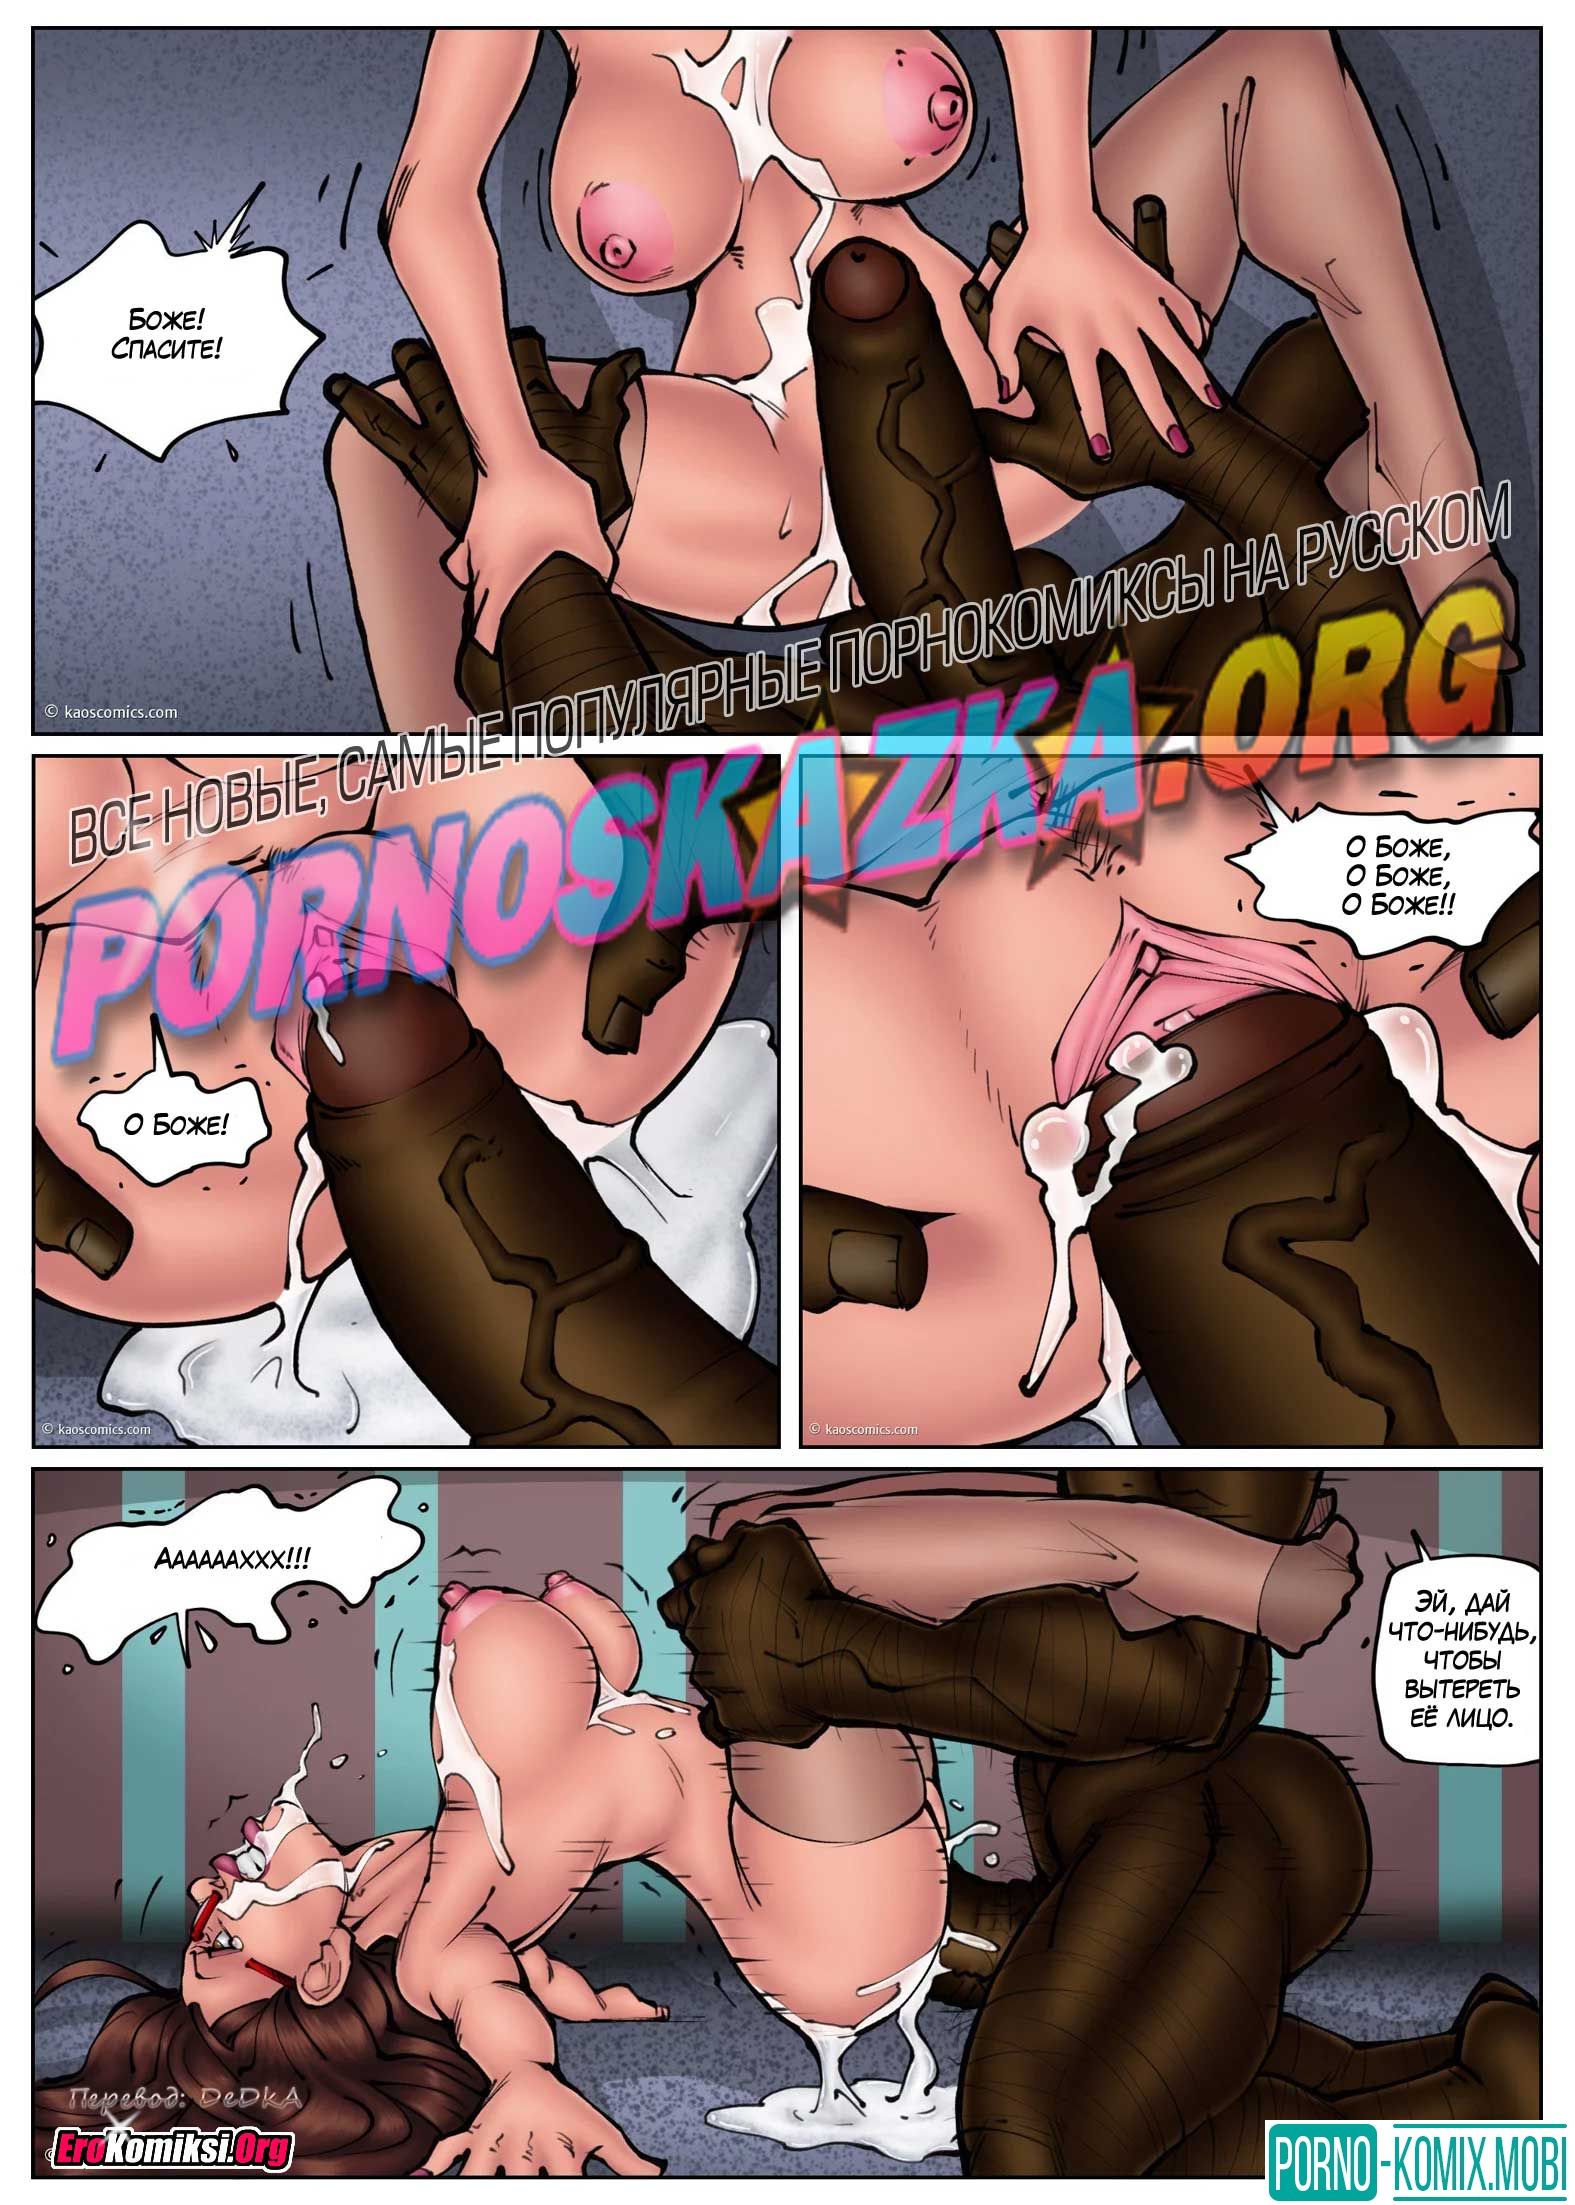 Боже!
Спасите!
© kaoscomics.com
ВСЕ НОВЫЕ, САМЫЕ ПОПУЛЯРНЫЕ ПОРНОКОМИКСЫ НА РУССКОМ
PORNOSKAZKA.ORG
О Боже!
© kaoscomics.com
О Боже,
О Боже,
О Боже!!
© kaoscomics.com
Аааааахxx!!!
Эй, дай
что-нибудь,
чтобы
вытереть
её лицо.
Перевод: DeDkA
©
EroKomiksi.Org
PORNO-KOMIX.MOBI